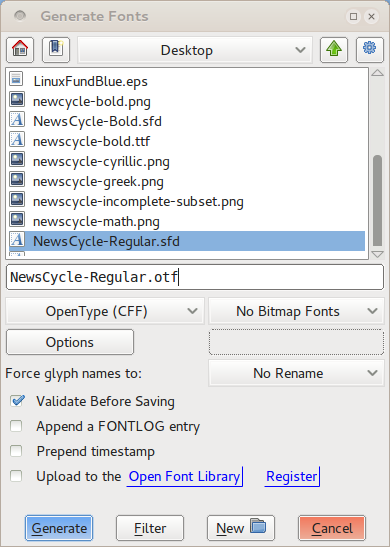 Generate Fonts
Desktop
LinuxFundBlue.eps
newcycle-bold.png
NewsCycle-Bold.sfd
newcycle-bold.ttf
newscycle-cyrillic.png
newscycle-greek.png
newscycle-incomplete-subset.png
newscycle-math.png
NewsCycle-Regular.sfd
NewsCycle-Regular.otf
OpenType (CFF) No Bitmap Fonts
Options
Force glyph names to: No Rename
Validate Before Saving
Append a FONTLOG entry
Prepend timestamp
Upload to the Open Font Library Register
Generate Filter New Cancel